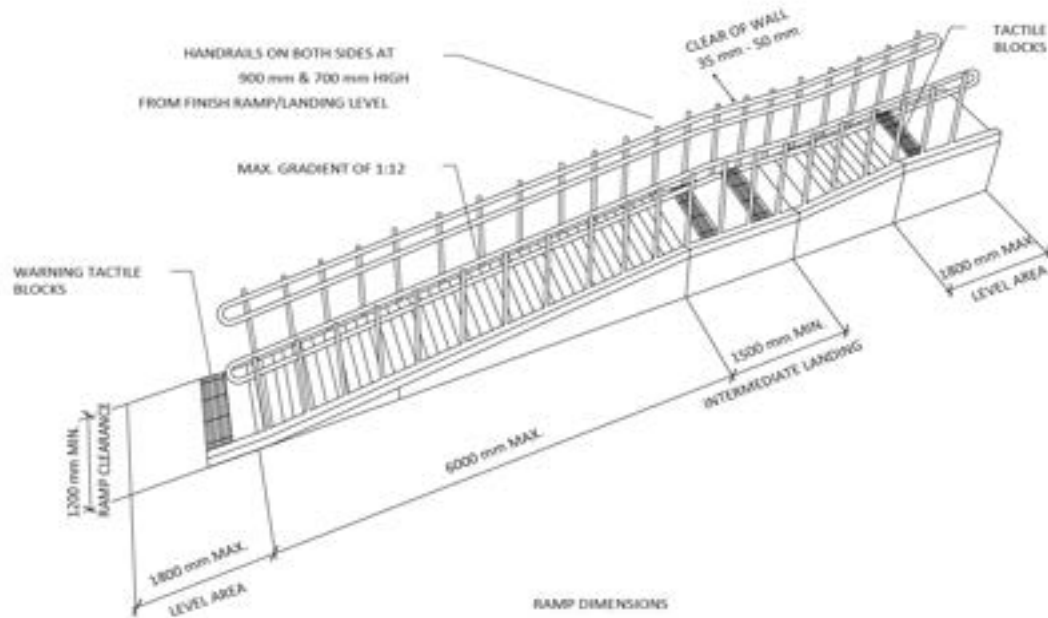 HANDRAILS ON BOTH SIDES AT
900 mm & 700 mm HIGH
FROM FINISH RAMP/LANDING LEVEL
CLEAR OF WALL
35 mm - 50 mm
TACTILE
BLOCKS
MAX. GRADIENT OF 1:12
WARNING TACTILE
BLOCKS
1800 mm MAX.
LEVEL AREA
1500 mm MIN.
INTERMEDIATE LANDING
6000 mm MAX.
1200 mm MIN.
RAMP CLEARANCE
1800 mm MAX.
LEVEL AREA
RAMP DIMENSIONS